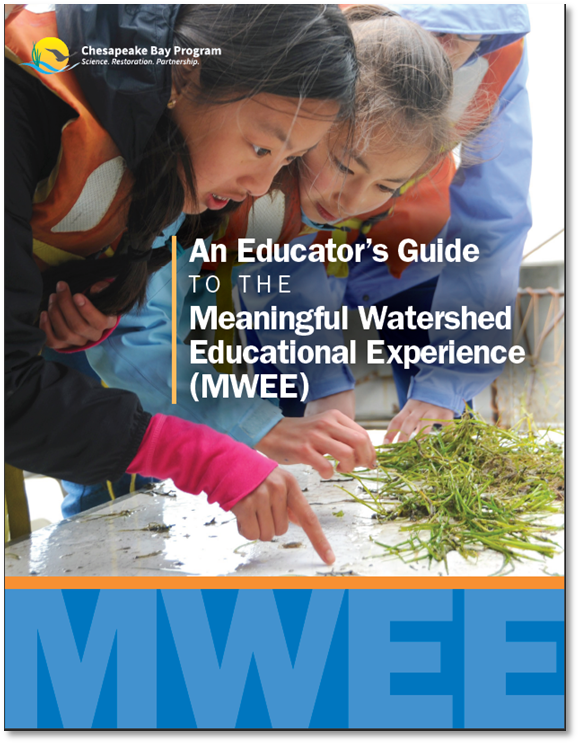 Chesapeake Bay Program
Science. Restoration. Partnership.
An Educator's Guide
TO THE
Meaningful Watershed
Educational Experience
(MWEE)
MWEE